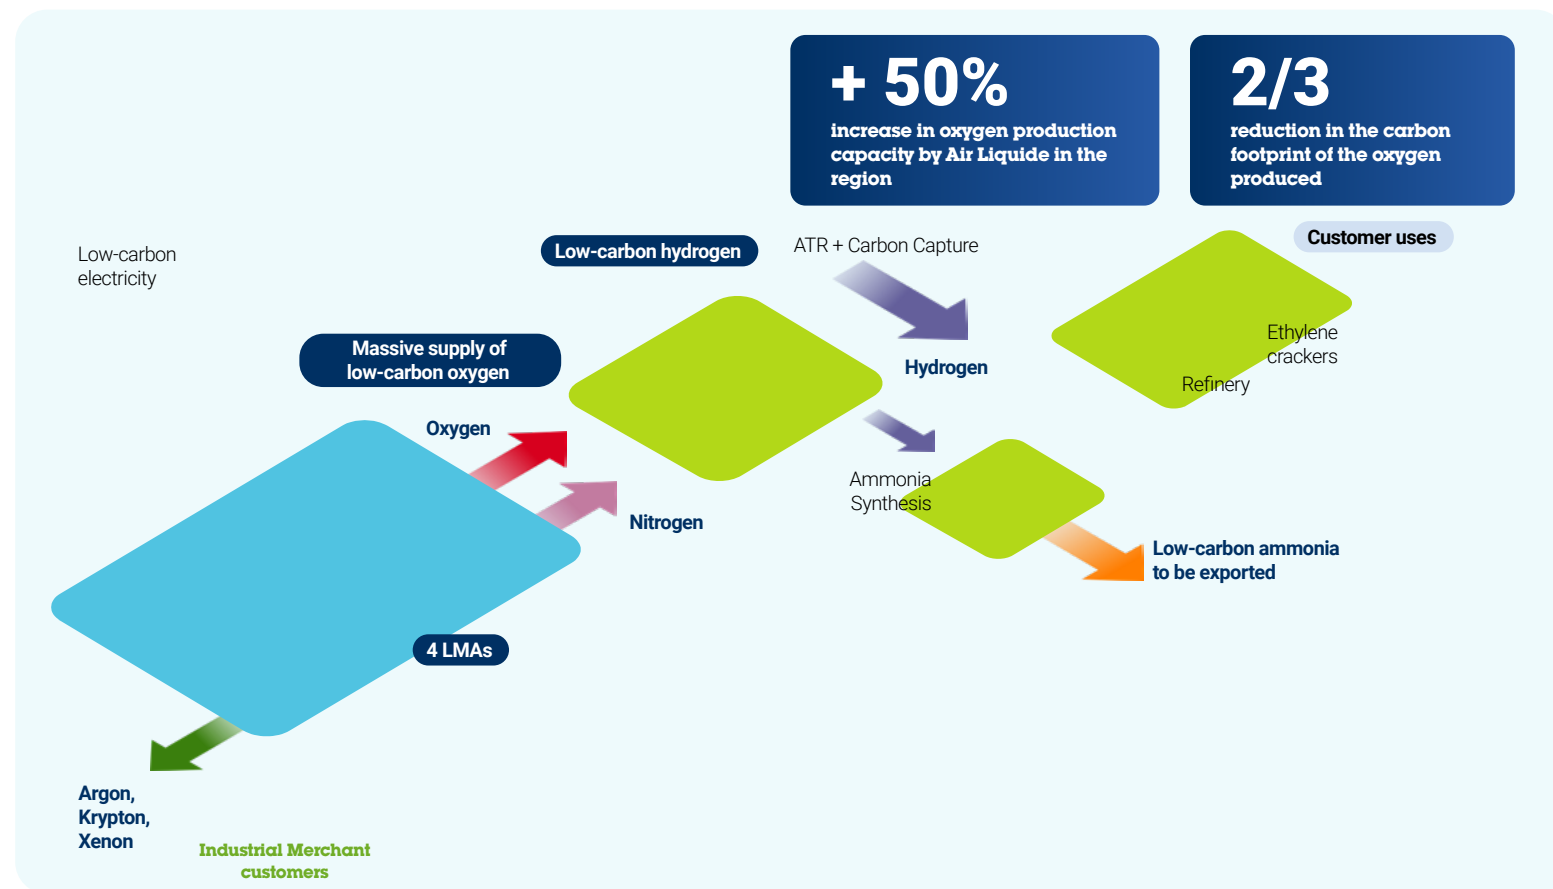 + 50%
increase in oxygen production
capacity by Air Liquide in the
region
2/3
reduction in the carbon
footprint of the oxygen
produced
Low-carbon
electricity
Low-carbon hydrogen
ATR + Carbon Capture
Customer uses
Massive supply of
low-carbon oxygen
Hydrogen
Ethylene
crackers
Refinery
Oxygen
Nitrogen
Ammonia
Synthesis
Low-carbon ammonia
to be exported
4 LMAs
Argon,
Krypton,
Xenon
Industrial Merchant
customers